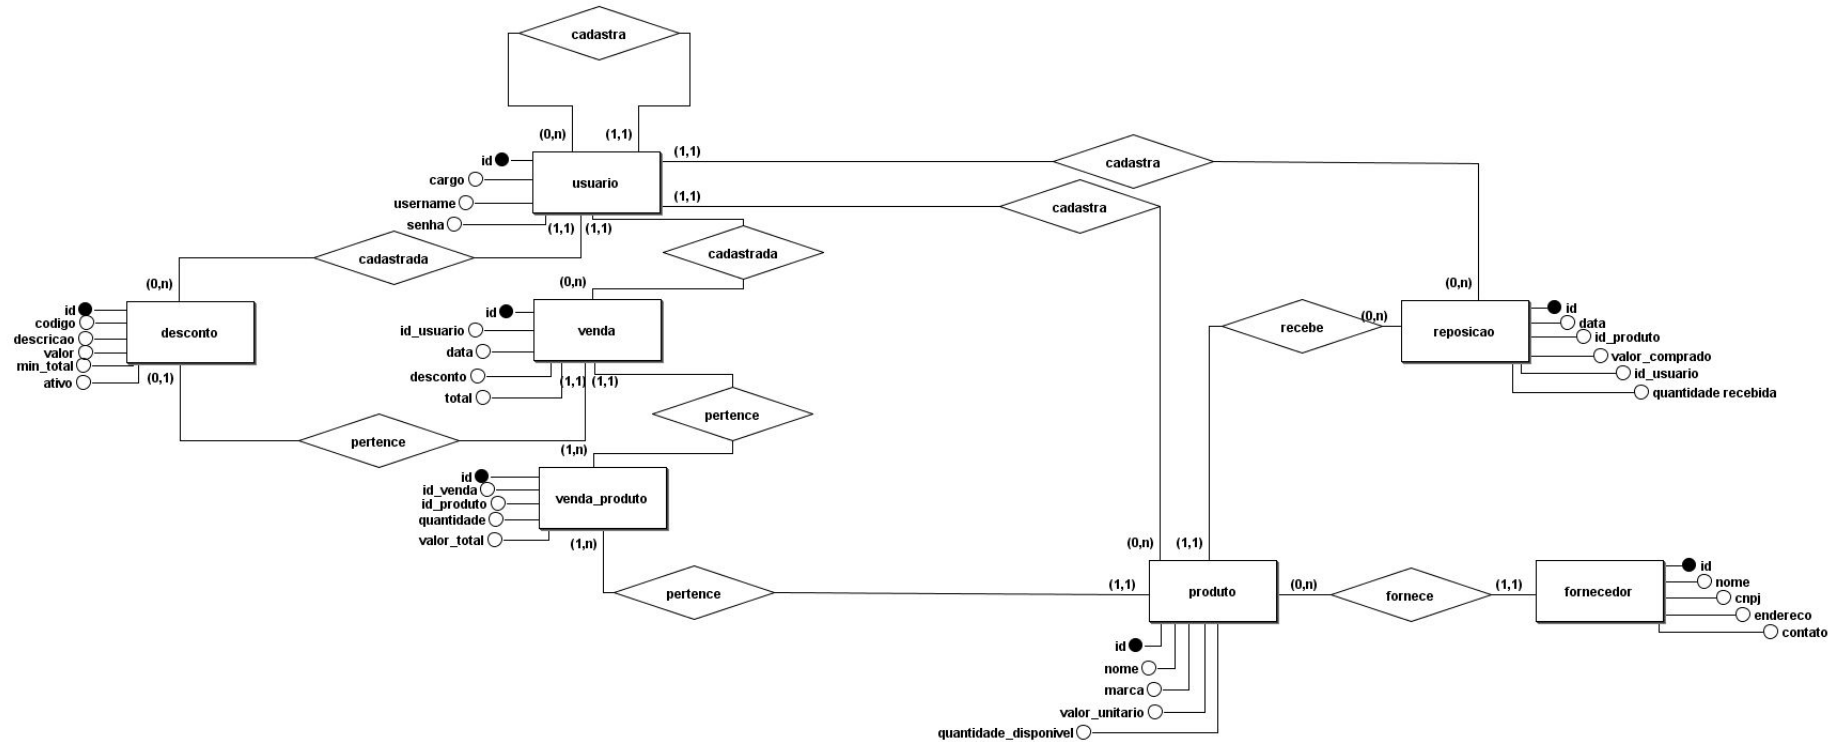 cadastra
(0,n)
(1,1)
id
cargo
username
senha
usuario
(1,1)
(1,1)
(1,1)
(1,1)
cadastra
cadastra
cadastrada
cadastrada
(0,n)
id
codigo
descricao
valor
min_total
ativo
desconto
(0,1)
(0,n)
id
id_usuario
data
desconto
total
venda
(1,1)
(1,1)
pertence
pertence
(1,n)
id
id_venda
id_produto
quantidade
valor_total
venda_produto
(1,n)
pertence
(1,1)
(0,n)
recebe
(0,n)
reposicao
id
data
id_produto
valor_comprado
id_usuario
quantidade recebida
(0,n)
(1,1)
produto
(0,n)
fornece
(1,1)
fornecedor
id
nome
cnpj
endereco
contato
id
nome
marca
valor_unitario
quantidade_disponivel